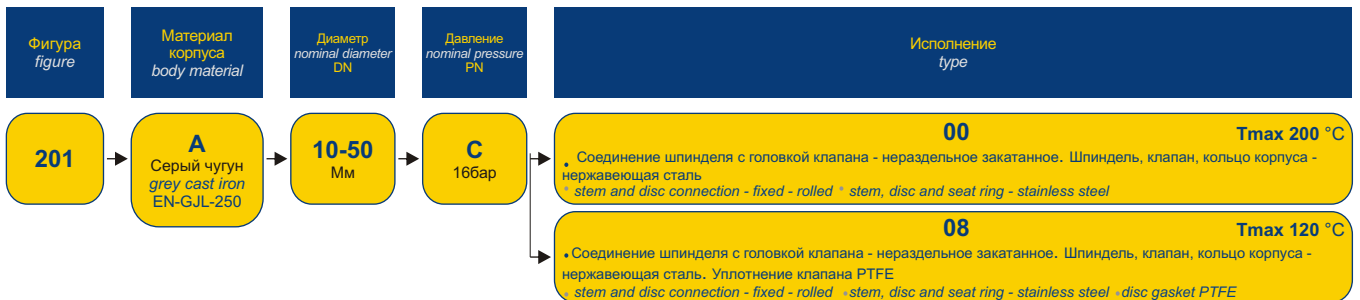 Фигура
figure
Материал
корпуса
body material
Диаметр
nominal diameter
DN
Давление
nominal pressure
PN
Исполнение
type
201
A
Серый чугун
grey cast iron
EN-GJL-250
10-50
Мм
C
16бар
00 Tmax 200 °C
• Соединение шпинделя с головкой клапана - нераздельное закатанное. Шпиндель, клапан, кольцо корпуса -
нержавеющая сталь
• stem and disc connection - fixed - rolled • stem, disc and seat ring - stainless steel
08 Tmax 120 °C
• Соединение шпинделя с головкой клапана - нераздельное закатанное. Шпиндель, клапан, кольцо корпуса -
нержавеющая сталь. Уплотнение клапана PTFE
• stem and disc connection - fixed - rolled • stem, disc and seat ring - stainless steel • disc gasket PTFE